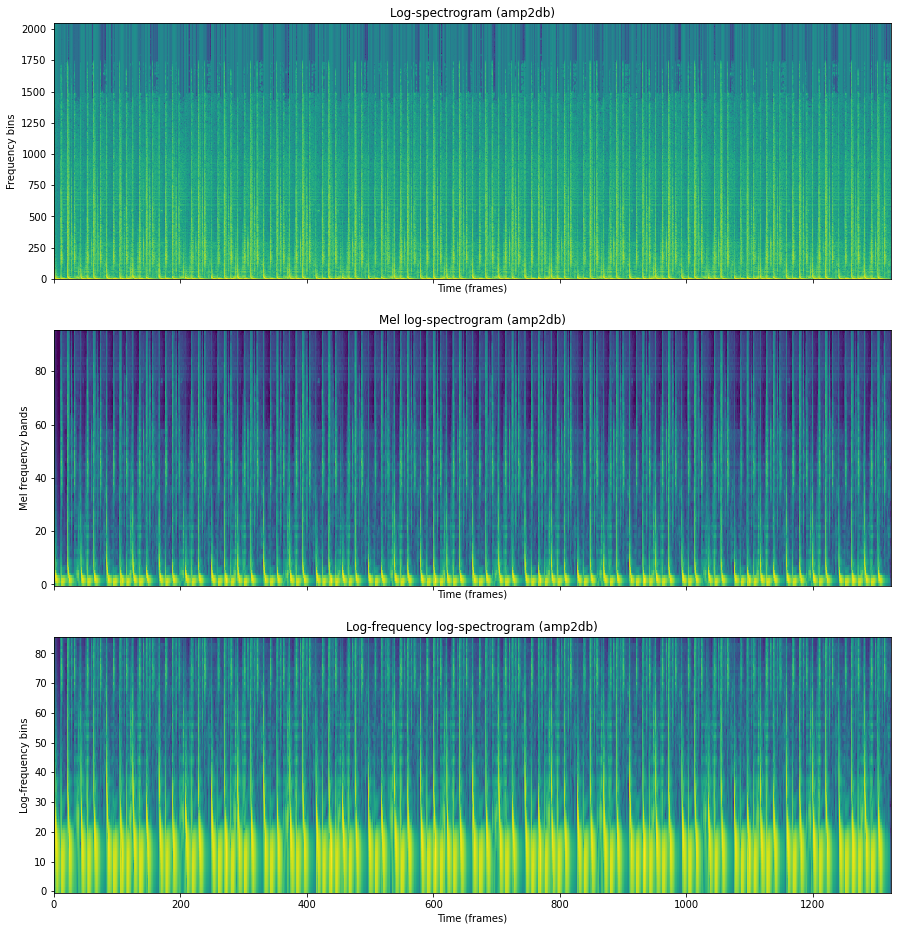 Log-spectrogram (amp2db)
2000
1750
1500
1250
1000
750
500
250
0
Frequency bins
Time (frames)
Mel log-spectrogram (amp2db)
80
60
40
20
0
Mel frequency bands
Time (frames)
Log-frequency log-spectrogram (amp2db)
80
70
60
50
40
30
20
10
0
Log-frequency bins
0 200 400 600 800 1000 1200
Time (frames)